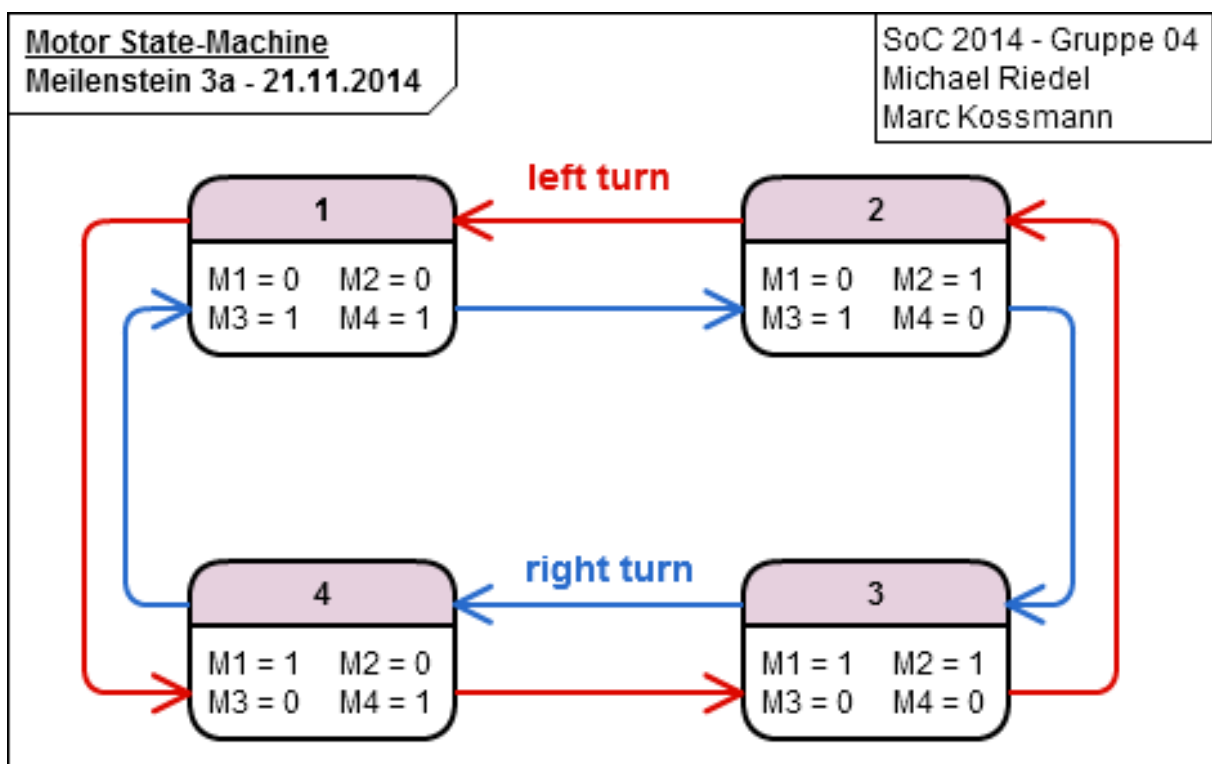 Motor State-Machine
Meilenstein 3a - 21.11.2014
SoC 2014 - Gruppe 04
Michael Riedel
Marc Kossmann
left turn
1
M1 = 0 M2 = 0
M3 = 1 M4 = 1
2
M1 = 0 M2 = 1
M3 = 1 M4 = 0
right turn
4
M1 = 1 M2 = 0
M3 = 0 M4 = 1
3
M1 = 1 M2 = 1
M3 = 0 M4 = 0